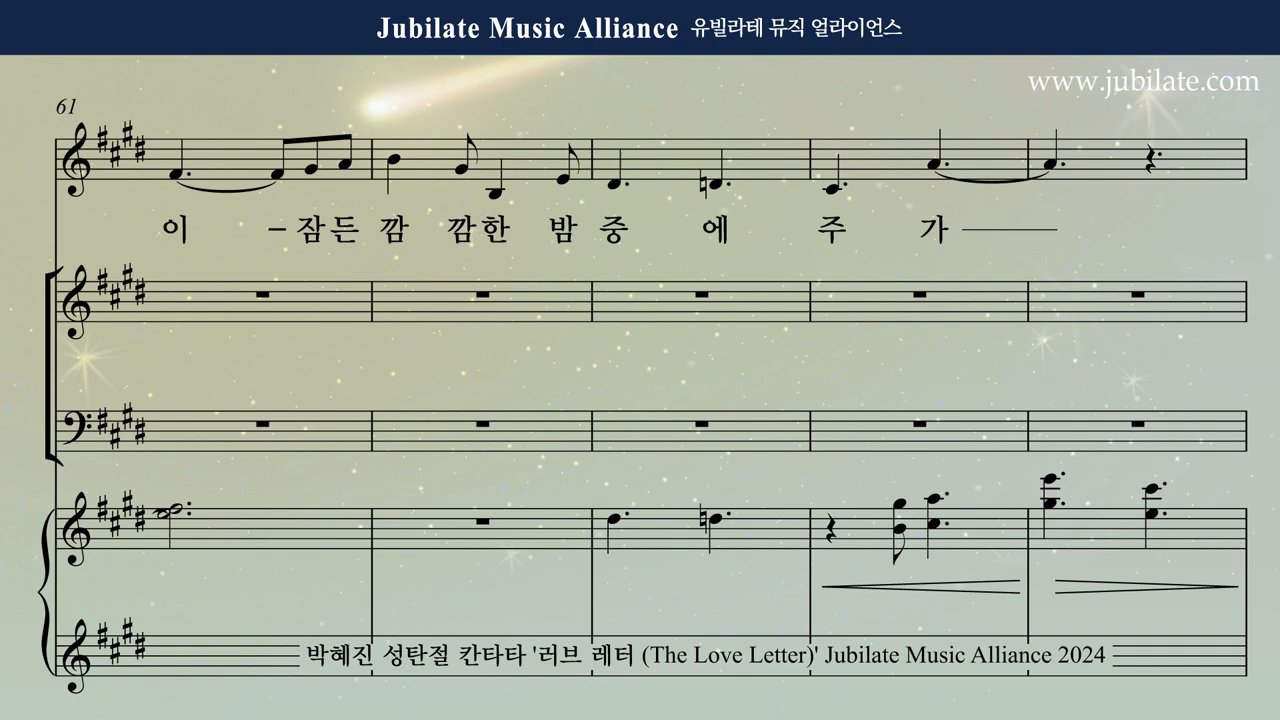 Jubilate Music Alliance 유빌라테 뮤직 얼라이언스
www.jubilate.com
61
이 - 잠든 깜 깜한 밤 중 에 주 가
박혜진 성탄절 칸타타 '러브 레터 (The Love Letter)' Jubilate Music Alliance 2024